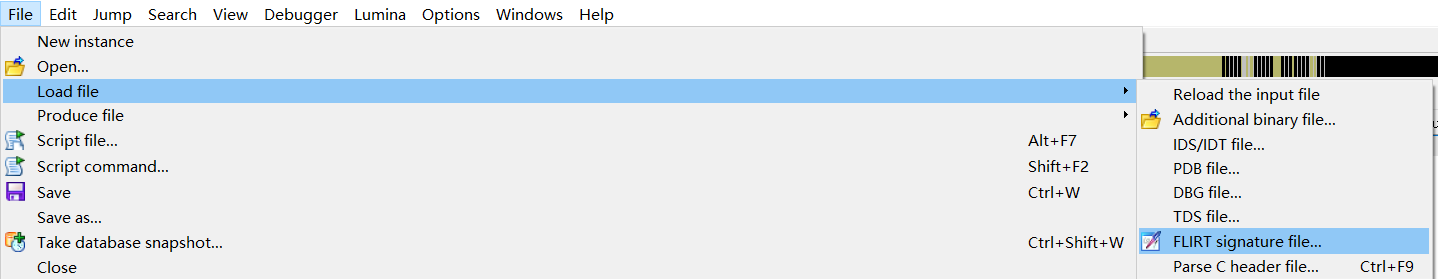 File Edit Jump Search View Debugger Lumina Options Windows Help
New instance
Open...
Load file
Produce file
Script file... Alt+F7
Script command... Shift+F2
Save Ctrl+W
Save as...
Take database snapshot... Ctrl+Shift+W
Close
Reload the input file
Additional binary file...
IDS/IDT file...
PDB file...
DBG file...
TDS file...
FLIRT signature file...
Parse C header file... Ctrl+F9